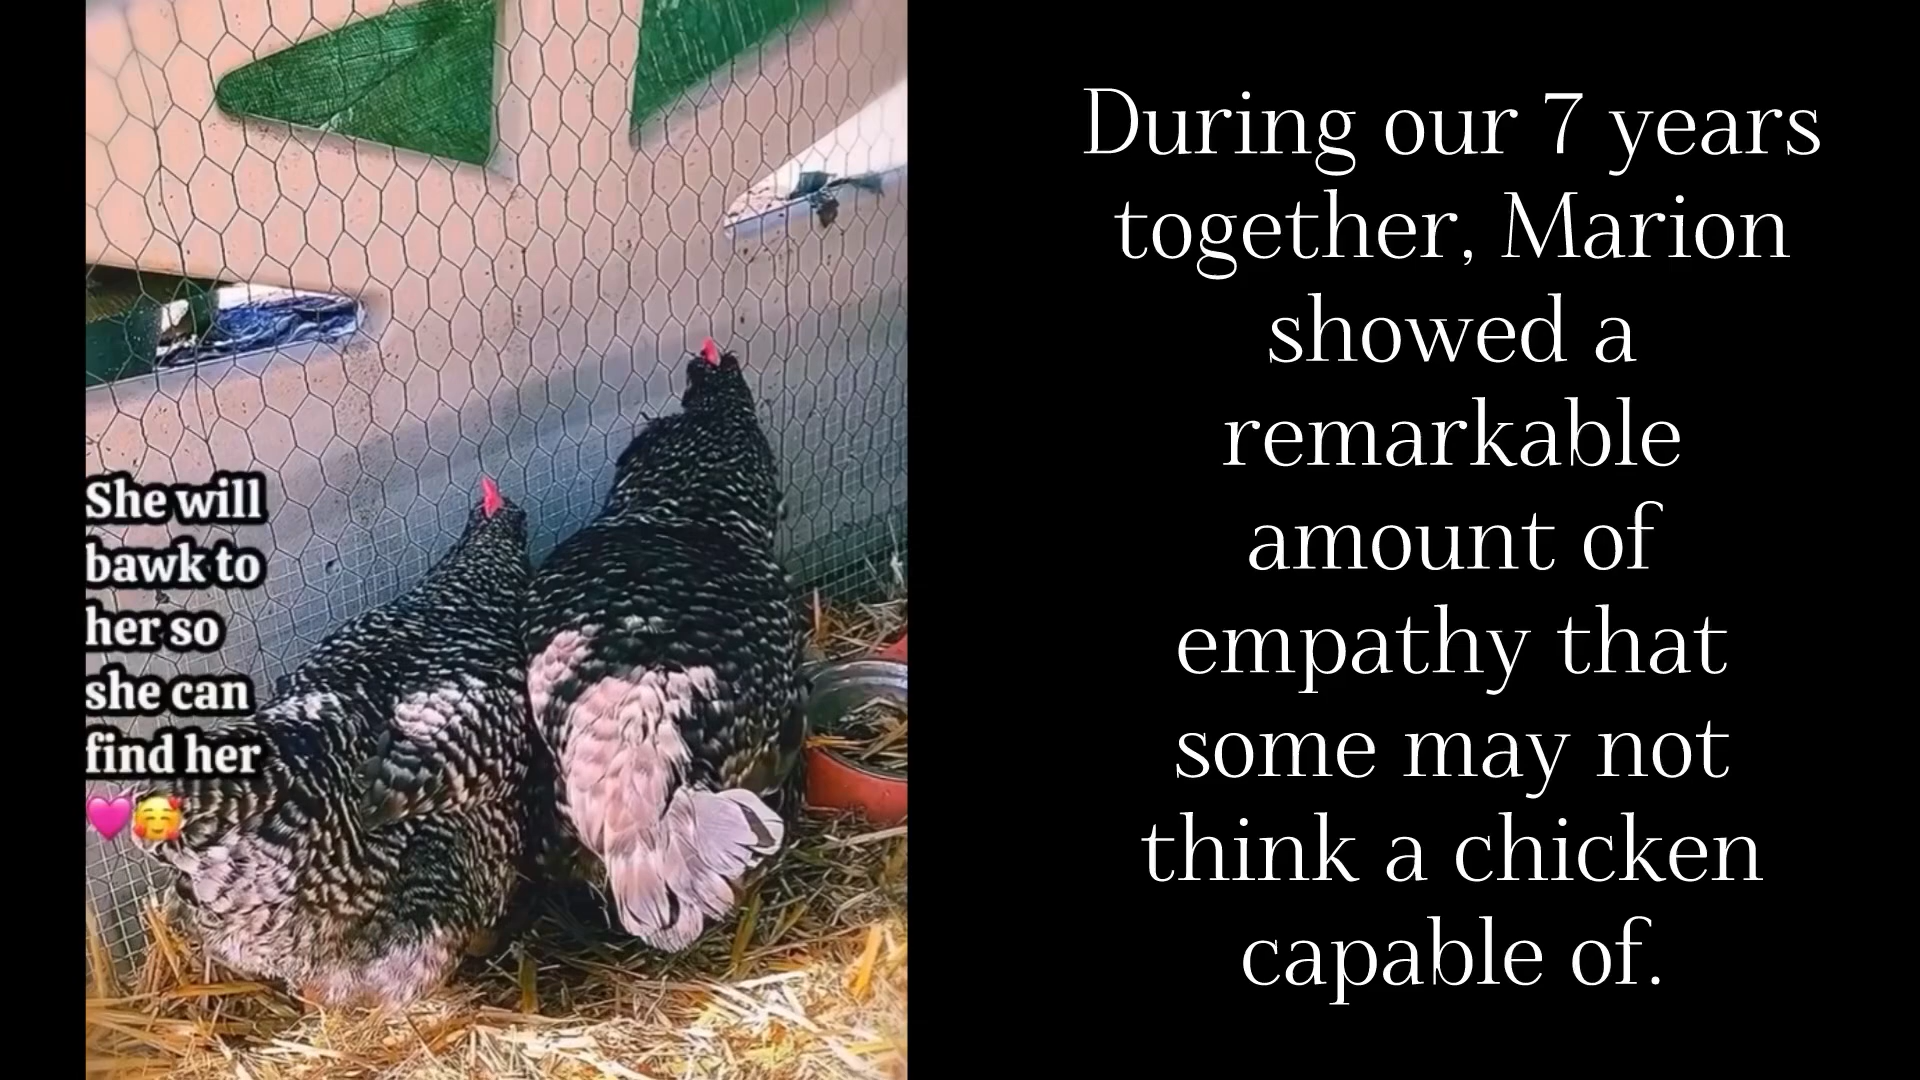 She will
bawk to
her so
she can
find her
🩷🥰
During our 7 years
together, Marion
showed a
remarkable
amount of
empathy that
some may not
think a chicken
capable of.